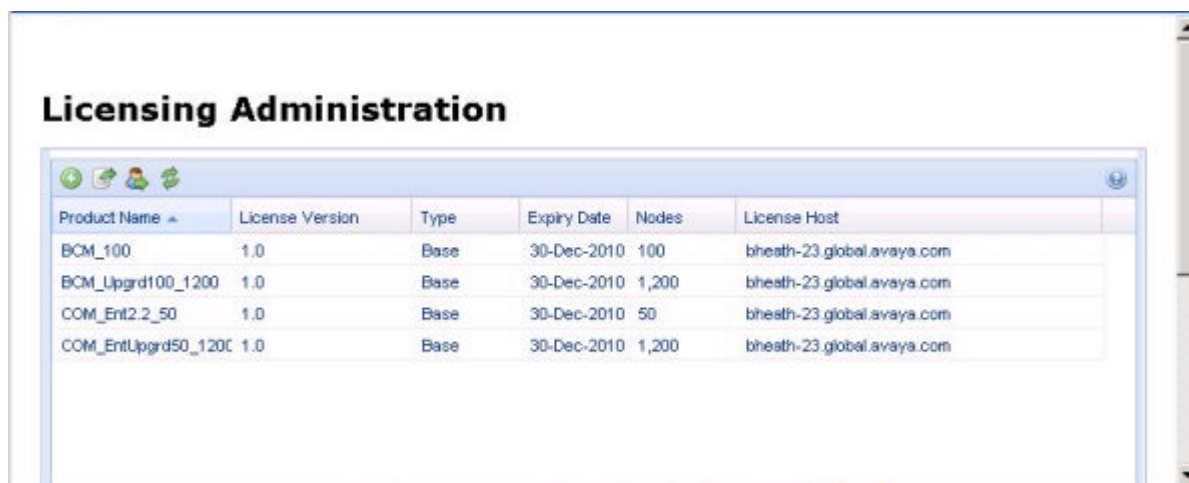 Licensing Administration
Product Name License Version Type Expiry Date Nodes License Host
BCM_100 1.0 Base 30-Dec-2010 100 bheath-23.global.avaya.com
BCM_Upgrd100_1200 1.0 Base 30-Dec-2010 1,200 bheath-23.global.avaya.com
COM_Ent2.2_50 1.0 Base 30-Dec-2010 50 bheath-23.global.avaya.com
COM_EntUpgrd50_120 1.0 Base 30-Dec-2010 1,200 bheath-23.global.avaya.com